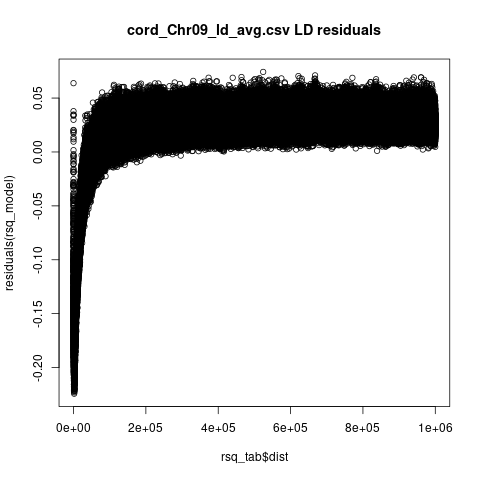 cord_Chr09_ld_avg.csv LD residuals
residuals(rsq_model)
0.05
0.00
-0.05
-0.10
-0.15
-0.20
0e+00 2e+05 4e+05 6e+05 8e+05 1e+06
rsq_tab$dist